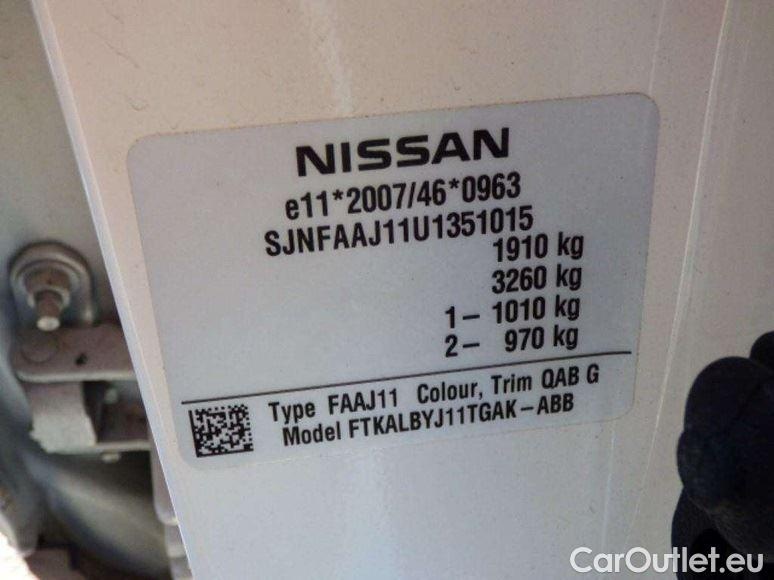 NISSAN
e11*2007/46*0963
SJNFAAJ11U1351015
1910 kg
3260 kg
1– 1010 kg
2– 970 kg
Type FAAJ11 Colour, Trim QAB G
Model FTKALBYJ11TGAK–ABB
CarOutlet.eu